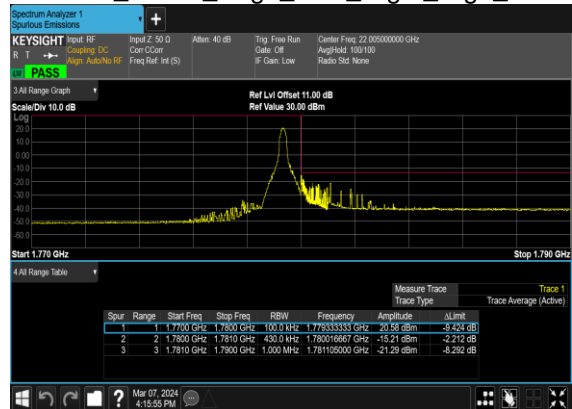 Spectrum Analyzer 1
Spurious Emissions
+
KEYSIGHT Input: RF Input Z: 50 Ω Atten: 40 dB Trig: Free Run Center Freq: 22.005000000 GHz
R T Coupling: DC Corr CCorr Gate: Off Avg|Hold: 100/100
Align: Auto/No RF Freq Ref: Int (S) IF Gain: Low Radio Std: None
PASS
3 All Range Graph Ref Lvl Offset 11.00 dB
Scale/Div 10.0 dB Ref Value 30.00 dBm
Log
20.0
10.0
0.00
-10.0
-20.0
-30.0
-40.0
-50.0
-60.0
Start 1.770 GHz Stop 1.790 GHz
4 All Range Table
Measure Trace Trace 1
Trace Type Trace Average (Active)
Spur Range Start Freq Stop Freq RBW Frequency Amplitude ΔLimit
1 1 1.7700 GHz 1.7800 GHz 100.0 kHz 1.779333333 GHz 20.58 dBm -9.424 dB
2 2 1.7800 GHz 1.7810 GHz 430.0 kHz 1.780016667 GHz -15.21 dBm -2.212 dB
3 3 1.7810 GHz 1.7900 GHz 1.000 MHz 1.781105000 GHz -21.29 dBm -8.292 dB
? Mar 07, 2024
4:15:55 PM